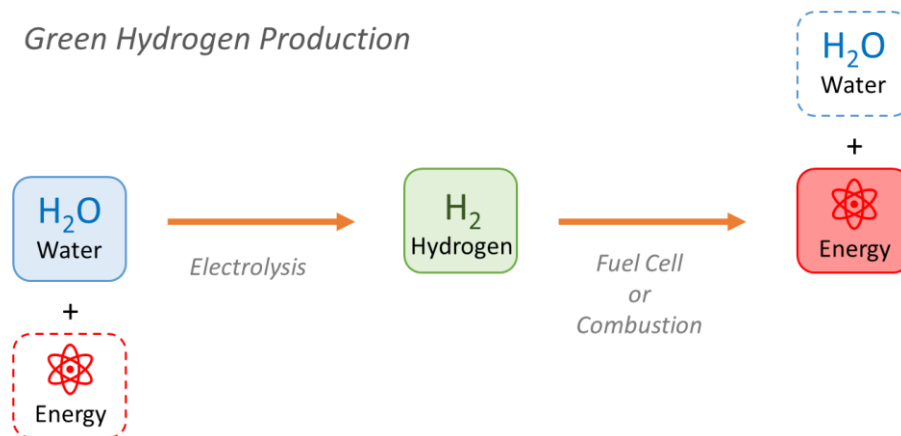 Green Hydrogen Production
H₂O
Water
+
Energy
Electrolysis
H₂
Hydrogen
Fuel Cell
or
Combustion
H₂O
Water
+
Energy